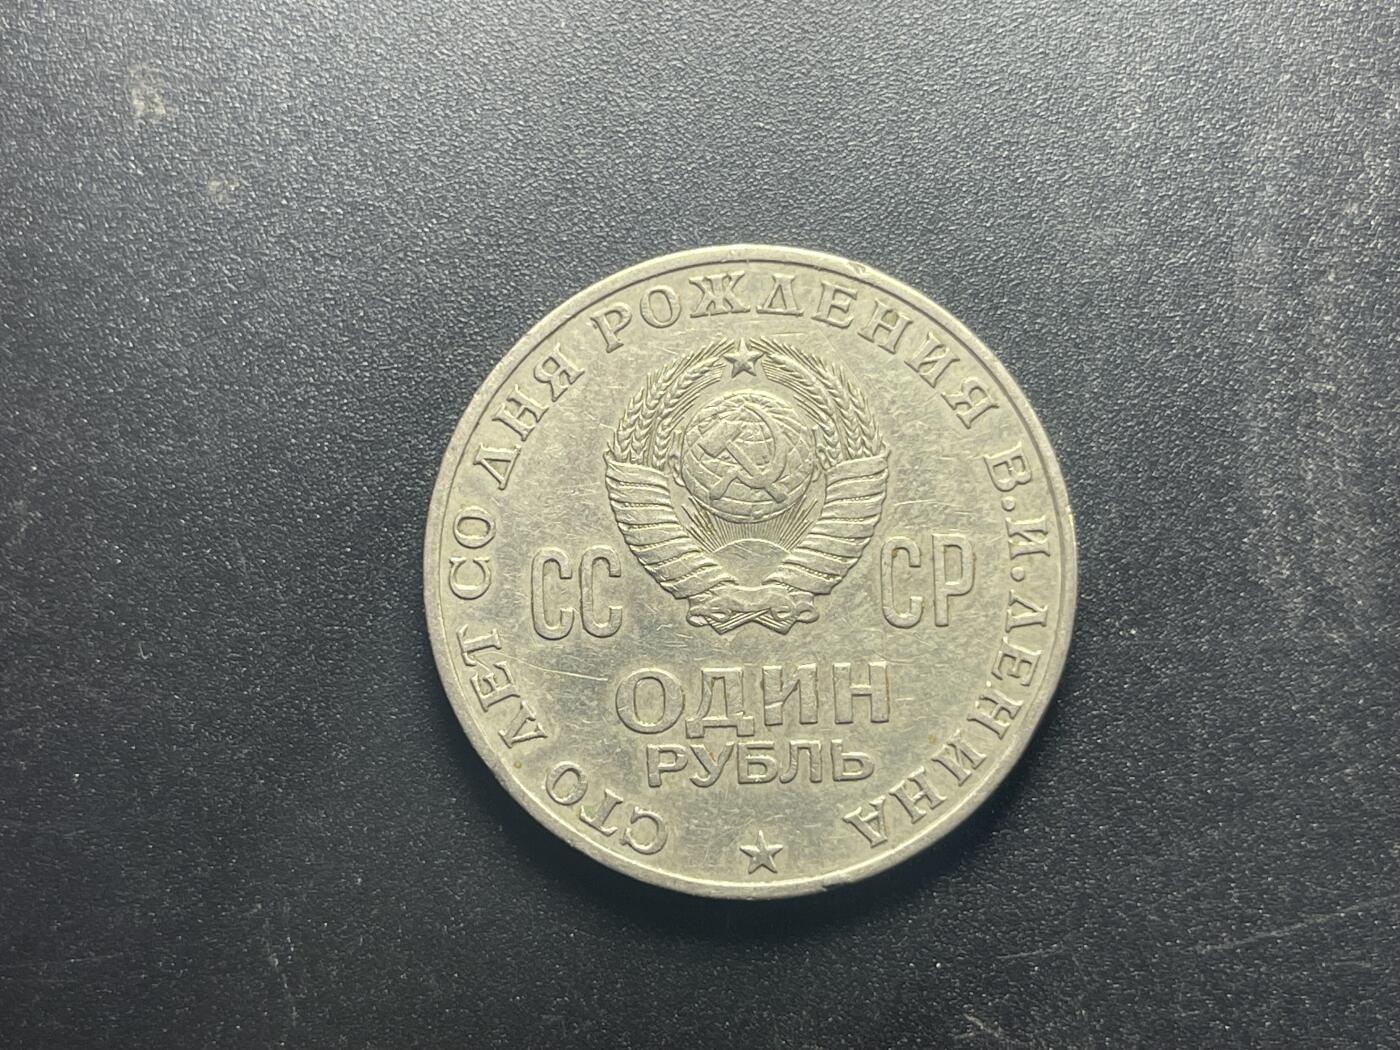 СТО ЛЕТ СО ДНЯ РОЖДЕНИЯ В.И.ЛЕНИНА
СС СР
ОДИН
РУБЛЬ